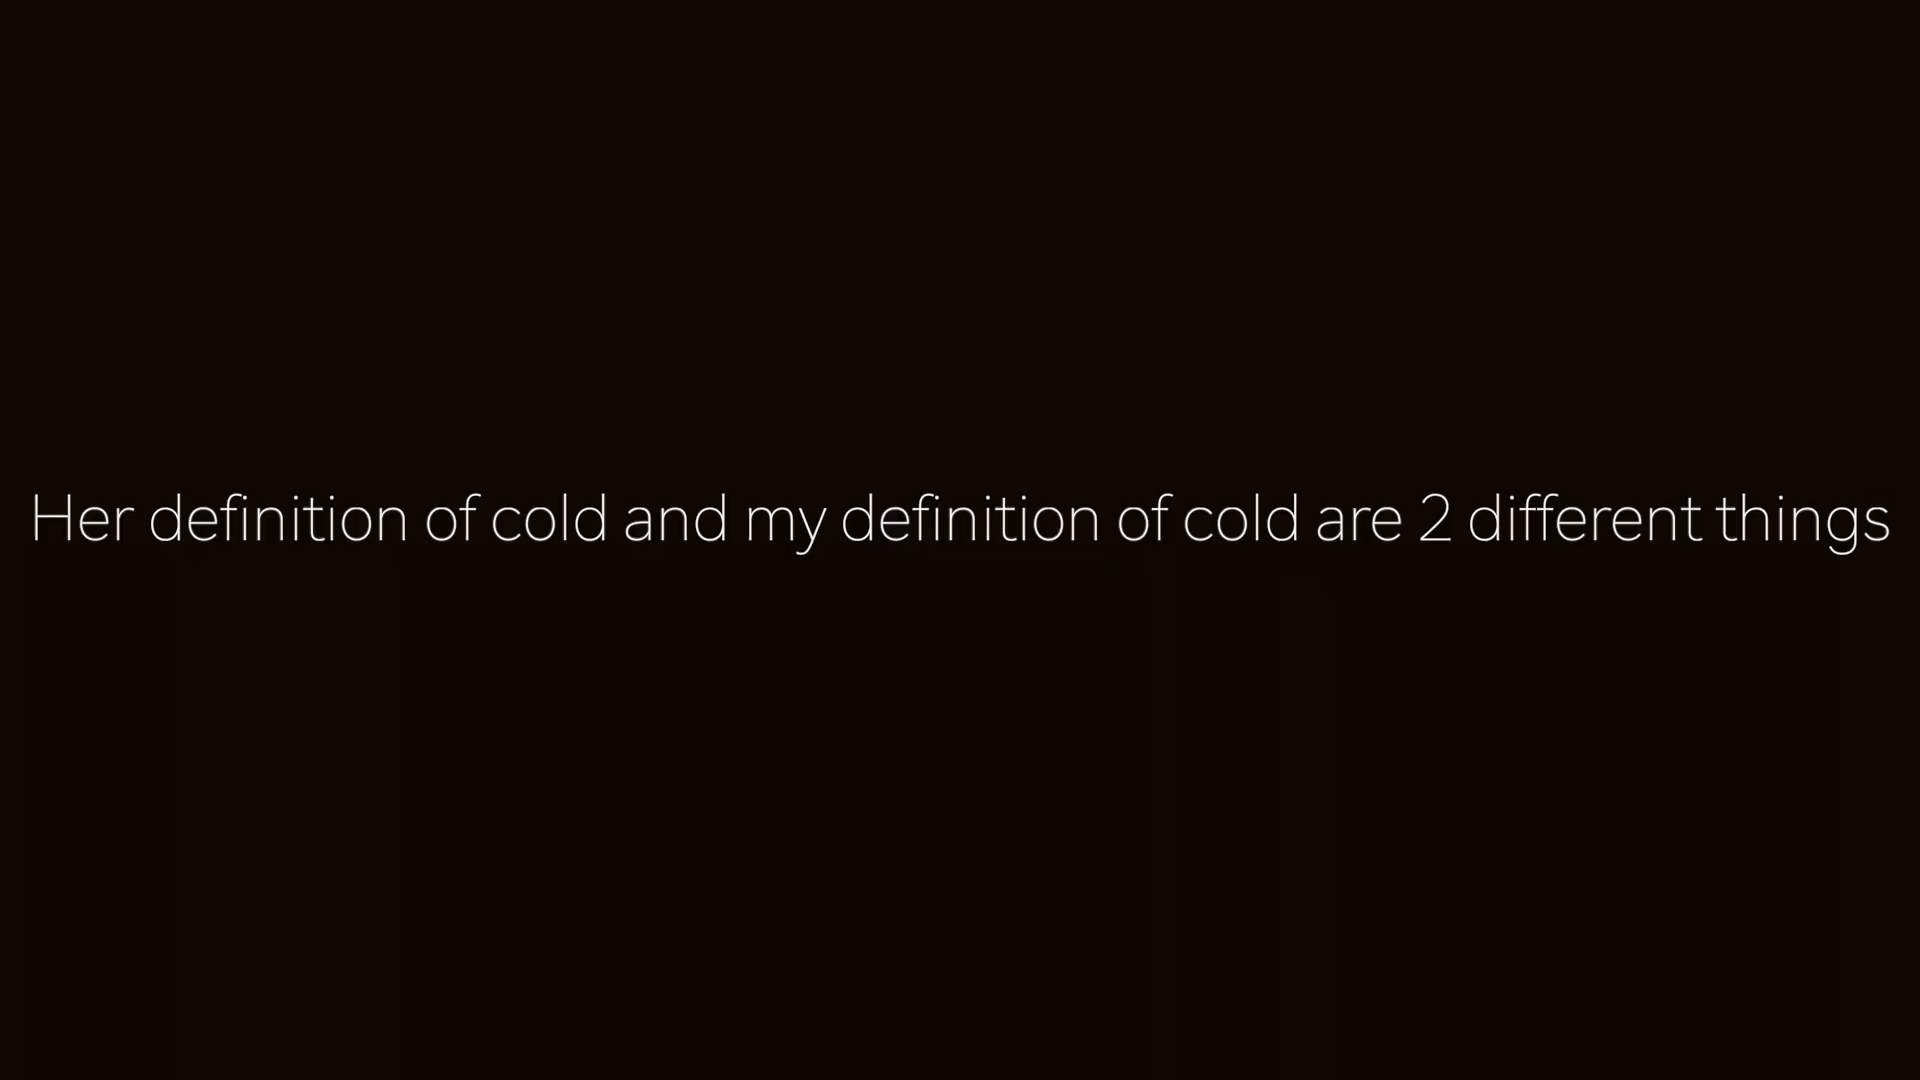 Her definition of cold and my definition of cold are 2 different things